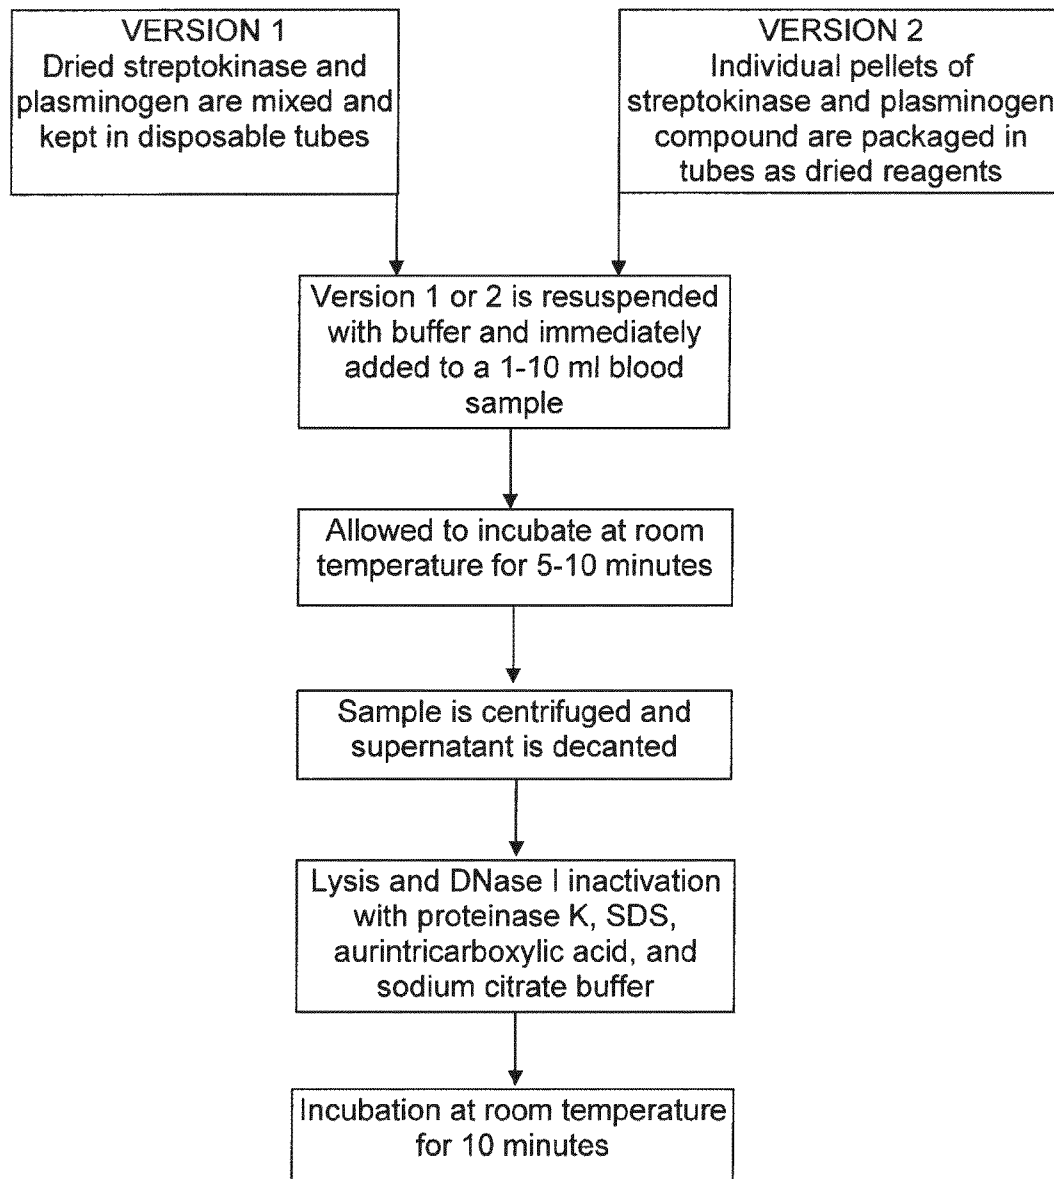 VERSION 1
Dried streptokinase and
plasminogen are mixed and
kept in disposable tubes
VERSION 2
Individual pellets of
streptokinase and plasminogen
compound are packaged in
tubes as dried reagents
Version 1 or 2 is resuspended
with buffer and immediately
added to a 1-10 ml blood
sample
Allowed to incubate at room
temperature for 5-10 minutes
Sample is centrifuged and
supernatant is decanted
Lysis and DNase I inactivation
with proteinase K, SDS,
aurintricarboxylic acid, and
sodium citrate buffer
Incubation at room temperature
for 10 minutes